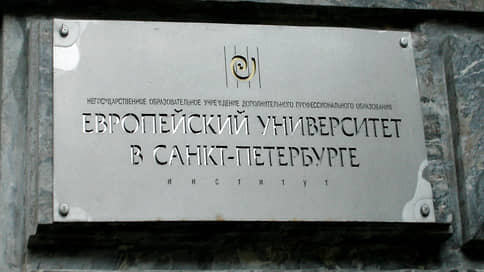 НЕГОСУДАРСТВЕННОЕ ОБРАЗОВАТЕЛЬНОЕ УЧРЕЖДЕНИЕ ДОПОЛНИТЕЛЬНОГО ПРОФЕССИОНАЛЬНОГО ОБРАЗОВАНИЯ
ЕВРОПЕЙСКИЙ УНИВЕРСИТЕТ
В САНКТ-ПЕТЕРБУРГЕ
институт